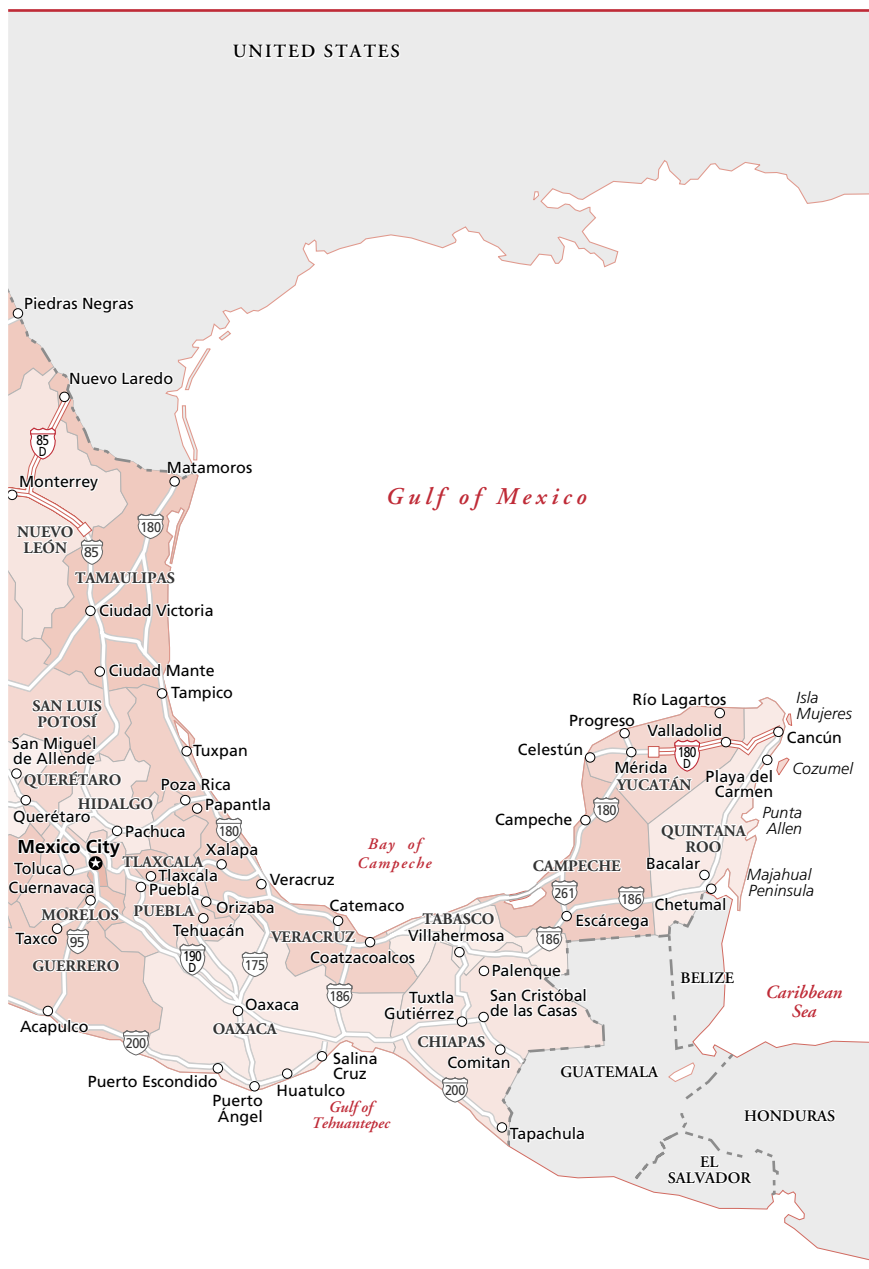 UNITED STATES
Piedras Negras
Nuevo Laredo
85
D
Matamoros
Monterrey
Gulf of Mexico
180
NUEVO
LEÓN
85
TAMAULIPAS
Ciudad Victoria
Ciudad Mante
Tampico
SAN LUIS
POTOSÍ
Río Lagartos
Isla
Mujeres
Progreso
Valladolid
Cancún
San Miguel
de Allende
Tuxpan
Celestún
180
D
Mérida
Cozumel
QUERÉTARO
Poza Rica
YUCATÁN
Playa del
Carmen
HIDALGO
Papantla
180
Querétaro
Campeche
Punta
Allen
Pachuca
180
QUINTANA
ROO
Mexico City
Xalapa
Bay of
Campeche
TLAXCALA
CAMPECHE
Bacalar
Toluca
Tlaxcala
Majahual
Peninsula
Cuernavaca
Puebla
Veracruz
261
186
Chetumal
MORELOS
PUEBLA
Orizaba
Catemaco
TABASCO
Escárcega
Taxco
95
Tehuacán
VERACRUZ
Villahermosa
186
Coatzacoalcos
GUERRERO
190
D
175
Palenque
BELIZE
186
Caribbean
Sea
Oaxaca
Tuxtla
Gutiérrez
San Cristóbal
de las Casas
Acapulco
OAXACA
200
CHIAPAS
Comitan
Salina
Cruz
GUATEMALA
Puerto Escondido
Huatulco
200
Puerto
Ángel
Gulf of
Tehuantepec
HONDURAS
Tapachula
EL
SALVADOR